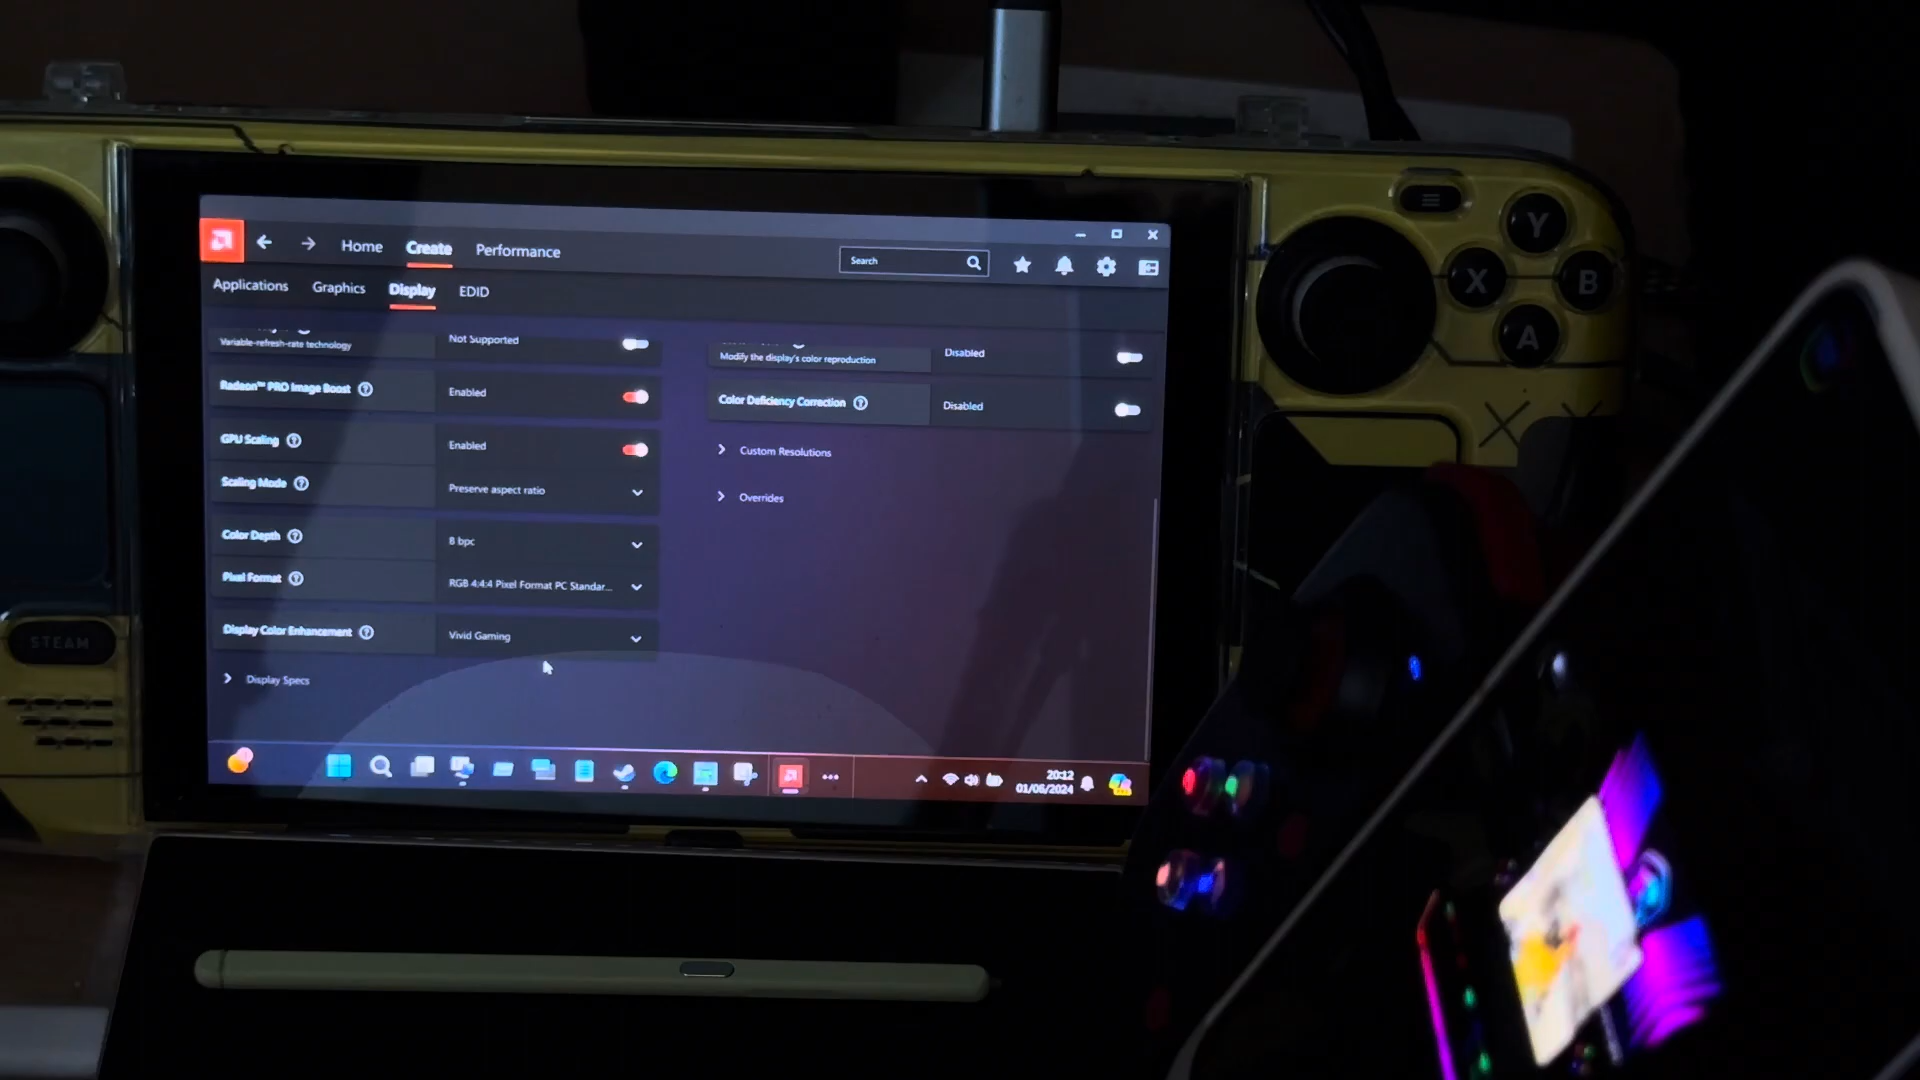 Home
Create
Performance
Search
Applications
Graphics
Display
EDID
Variable-refresh-rate technology
Not Supported
Modify the display's color reproduction
Disabled
Radeon™ PRO Image Boost
Enabled
Color Deficiency Correction
Disabled
GPU Scaling
Enabled
Custom Resolutions
Scaling Mode
Preserve aspect ratio
Overrides
Color Depth
8 bpc
Pixel Format
RGB 4:4:4 Pixel Format PC Standar...
Display Color Enhancement
Vivid Gaming
Display Specs
20:12
01/06/2024
STEAM
Y
X
B
A